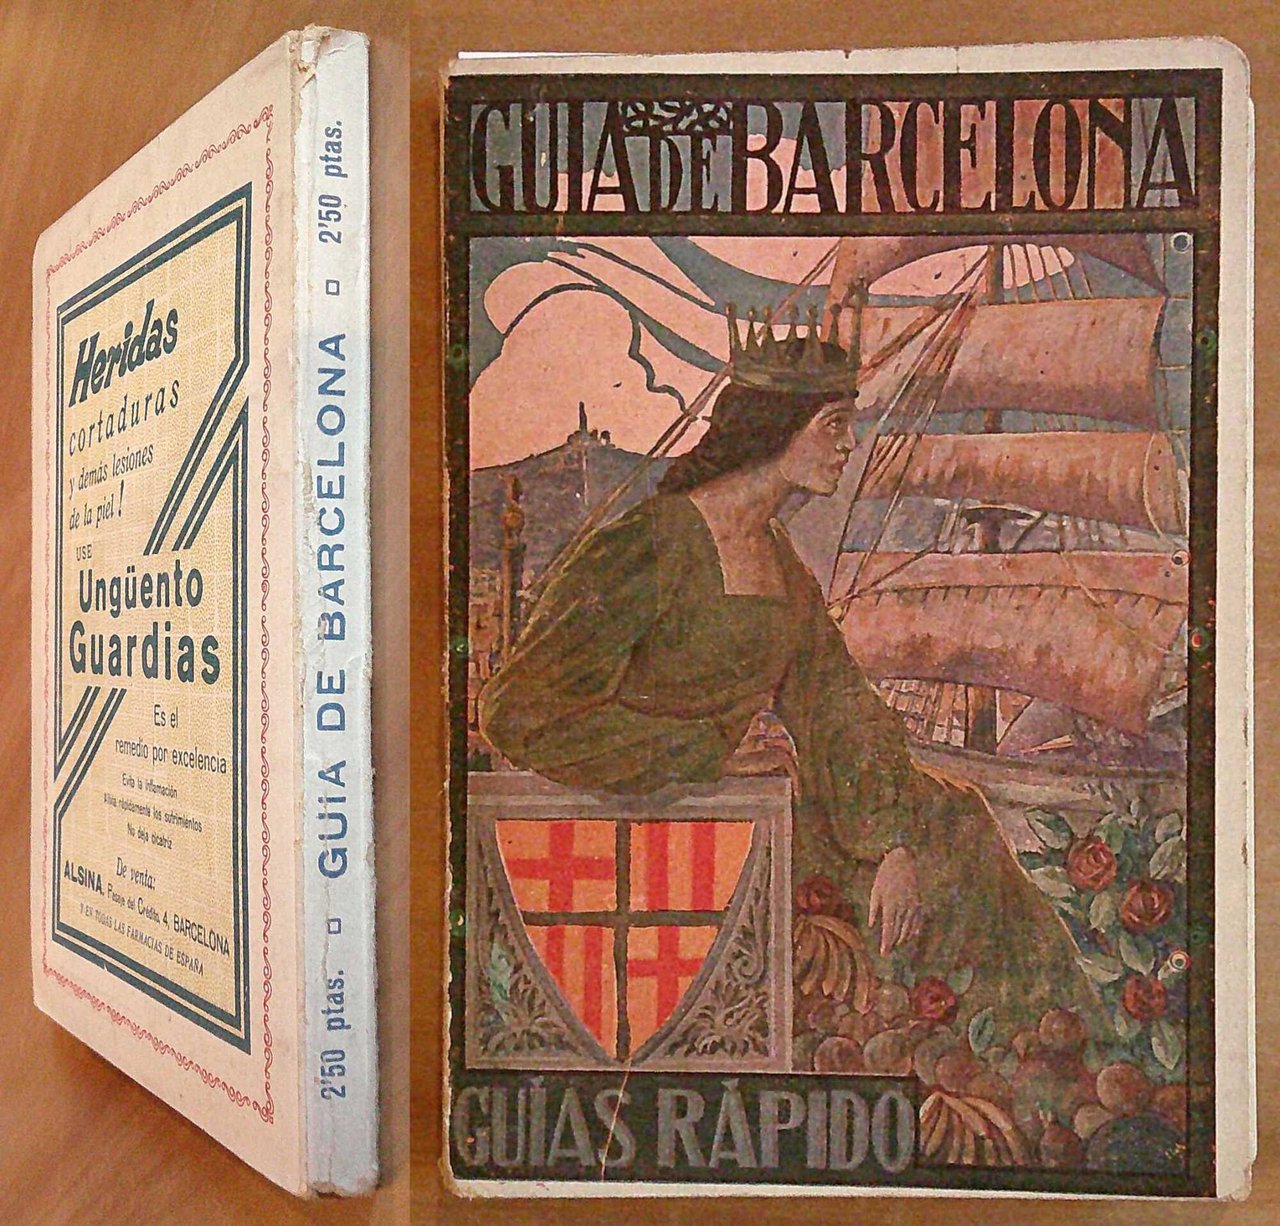 Heridas
cortaduras
y demás lesiones
de la piel!
USE
Ungüento
Guardias
Es el
remedio por excelencia
Evita la inflamación
Alivia rápidamente los sufrimientos
No deja cicatriz
De venta:
ALSINA, Pasaje del Crédito, 4, BARCELONA
Y EN TODAS LAS FARMACIAS DE ESPAÑA
2'50 ptas. GUIA DE BARCELONA 2'50 ptas.
GUIA DE BARCELONA
GUÍAS RÁPIDO